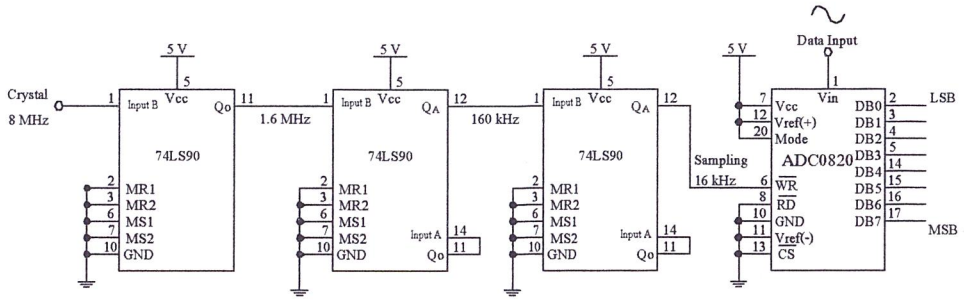 5 V
5 V
5 V
5 V
Data Input
Crystal
8 MHz
1
5
Input B
Vcc
Qo
11
74LS90
2
MR1
3
MR2
6
MS1
7
MS2
10
GND
1.6 MHz
1
5
Input B
Vcc
QA
12
74LS90
2
MR1
3
MR2
6
MS1
7
MS2
10
GND
Input A
14
Qo
11
160 kHz
1
5
Input B
Vcc
QA
12
74LS90
2
MR1
3
MR2
6
MS1
7
MS2
10
GND
Input A
14
Qo
11
Sampling
16 kHz
1
Vin
7
Vcc
12
Vref(+)
20
Mode
ADC0820
6
WR
8
RD
10
GND
11
Vref(-)
13
CS
DB0
2
LSB
DB1
3
DB2
4
DB3
5
DB4
14
DB5
15
DB6
16
DB7
17
MSB